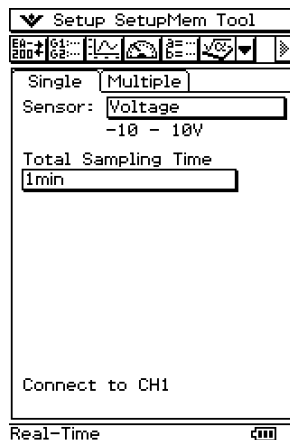 Setup SetupMem Tool
Single Multiple
Sensor: Voltage
-10 - 10V
Total Sampling Time
1min
Connect to CH1
Real-Time